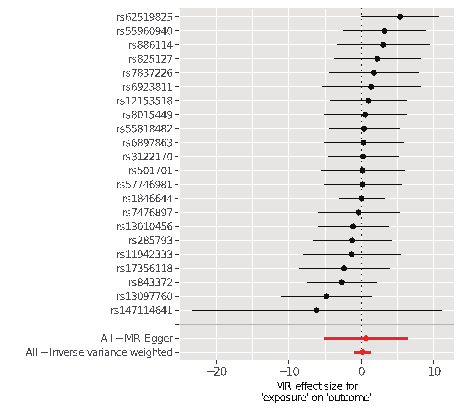 rs62519825
rs55960940
rs886114
rs825127
rs7837226
rs6923811
rs12153518
rs8015449
rs55818482
rs6897863
rs3122170
rs501701
rs57746981
rs1846644
rs7476897
rs13010456
rs285793
rs11942333
rs17356118
rs843372
rs13097760
rs147114641
All − MR Egger
All − Inverse variance weighted
−20 −10 0 10
MR effect size for
'exposure' on 'outcome'